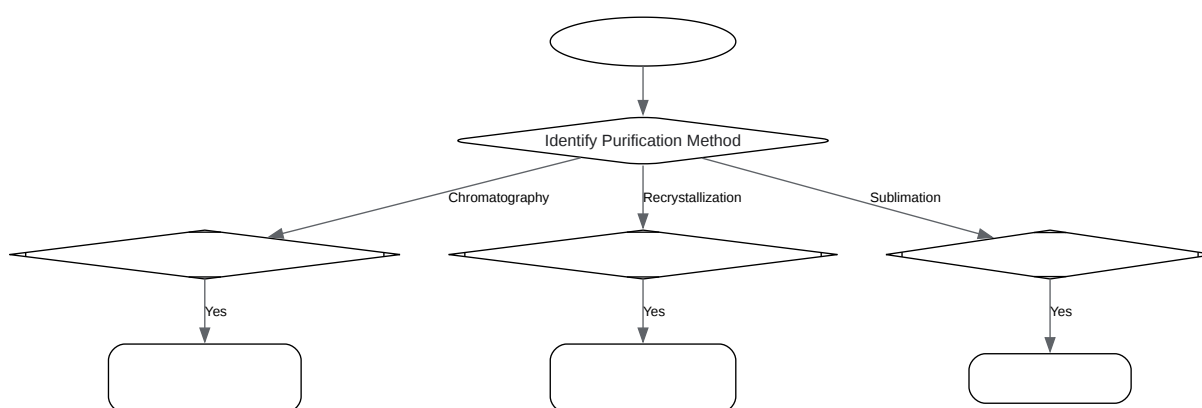 Identify Purification Method
Chromatography
Recrystallization
Sublimation
Yes
Yes
Yes